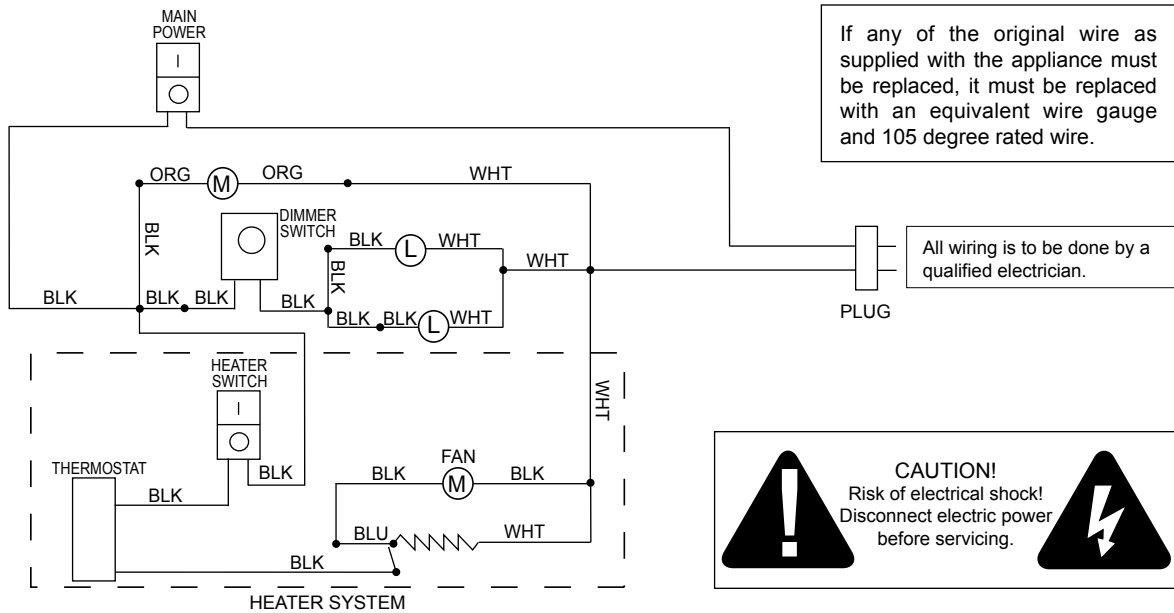 MAIN
POWER
I
If any of the original wire as
supplied with the appliance must
be replaced, it must be replaced
with an equivalent wire gauge
and 105 degree rated wire.
ORG
M
ORG
WHT
BLK
DIMMER
SWITCH
BLK
L
WHT
BLK
WHT
BLK
BLK
BLK
BLK
BLK
BLK
L
WHT
All wiring is to be done by a
qualified electrician.
PLUG
HEATER
SWITCH
I
WHT
THERMOSTAT
BLK
BLK
FAN
BLK
M
BLK
BLU
WHT
BLK
HEATER SYSTEM
!
CAUTION!
Risk of electrical shock!
Disconnect electric power
before servicing.